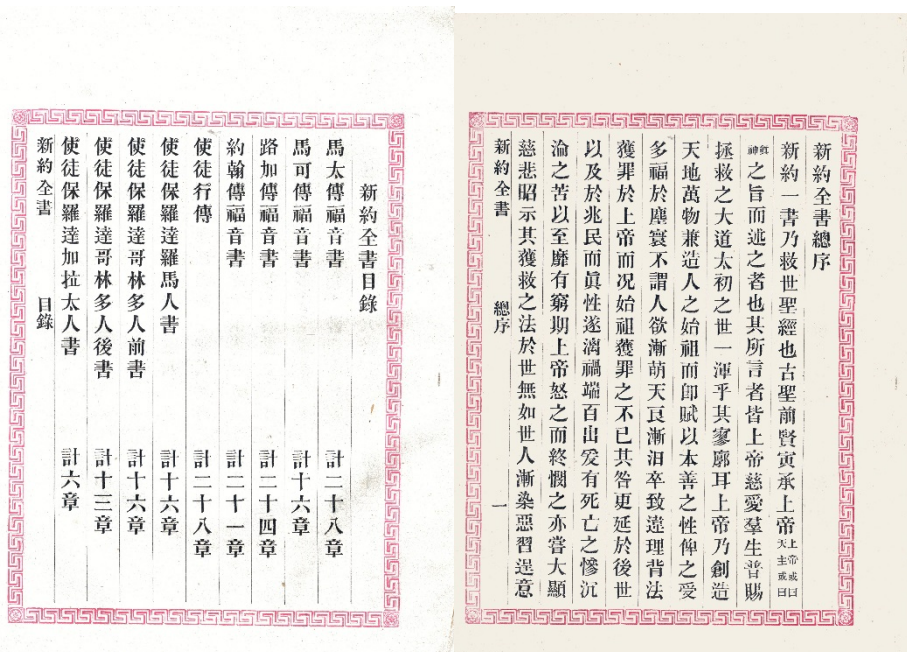 新約全書總序
新約一書乃救世聖經也古聖前賢寅承上帝上帝或曰天主或曰
眞神之旨而述之者也其所言者皆上帝慈愛羣生普賜
拯救之大道太初之世一渾乎其寥廓耳上帝乃創造
天地萬物兼造人之始祖而卽賦以本善之性俾之受
多福於塵寰不謂人欲漸萌天良漸汨卒致違理背法
獲罪於上帝而况始祖獲罪之不已其咎更延於後世
以及於兆民而眞性遂漓禍端百出爰有死亡之慘沉
淪之苦以至靡有窮期上帝怒之而終憫之亦嘗大顯
慈悲昭示其獲救之法於世無如世人漸染惡習逞意
新約全書 總序 一
新約全書目錄
馬太傳福音書 計二十八章
馬可傳福音書 計十六章
路加傳福音書 計二十四章
約翰傳福音書 計二十一章
使徒行傳 計二十八章
使徒保羅達羅馬人書 計十六章
使徒保羅達哥林多人前書 計十六章
使徒保羅達哥林多人後書 計十三章
使徒保羅達加拉太人書 計六章
新約全書 目錄